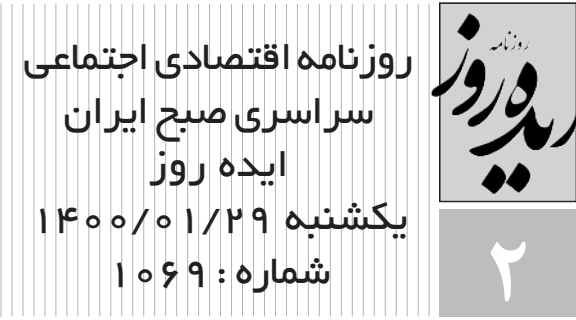 روزنامه اقتصادی اجتماعی
سراسری صبح ایران
ایده روز
یکشنبه ۱۴۰۰/۰۱/۲۹
شماره : ۱۰۶۹
روزنامه
ایده روز
۲